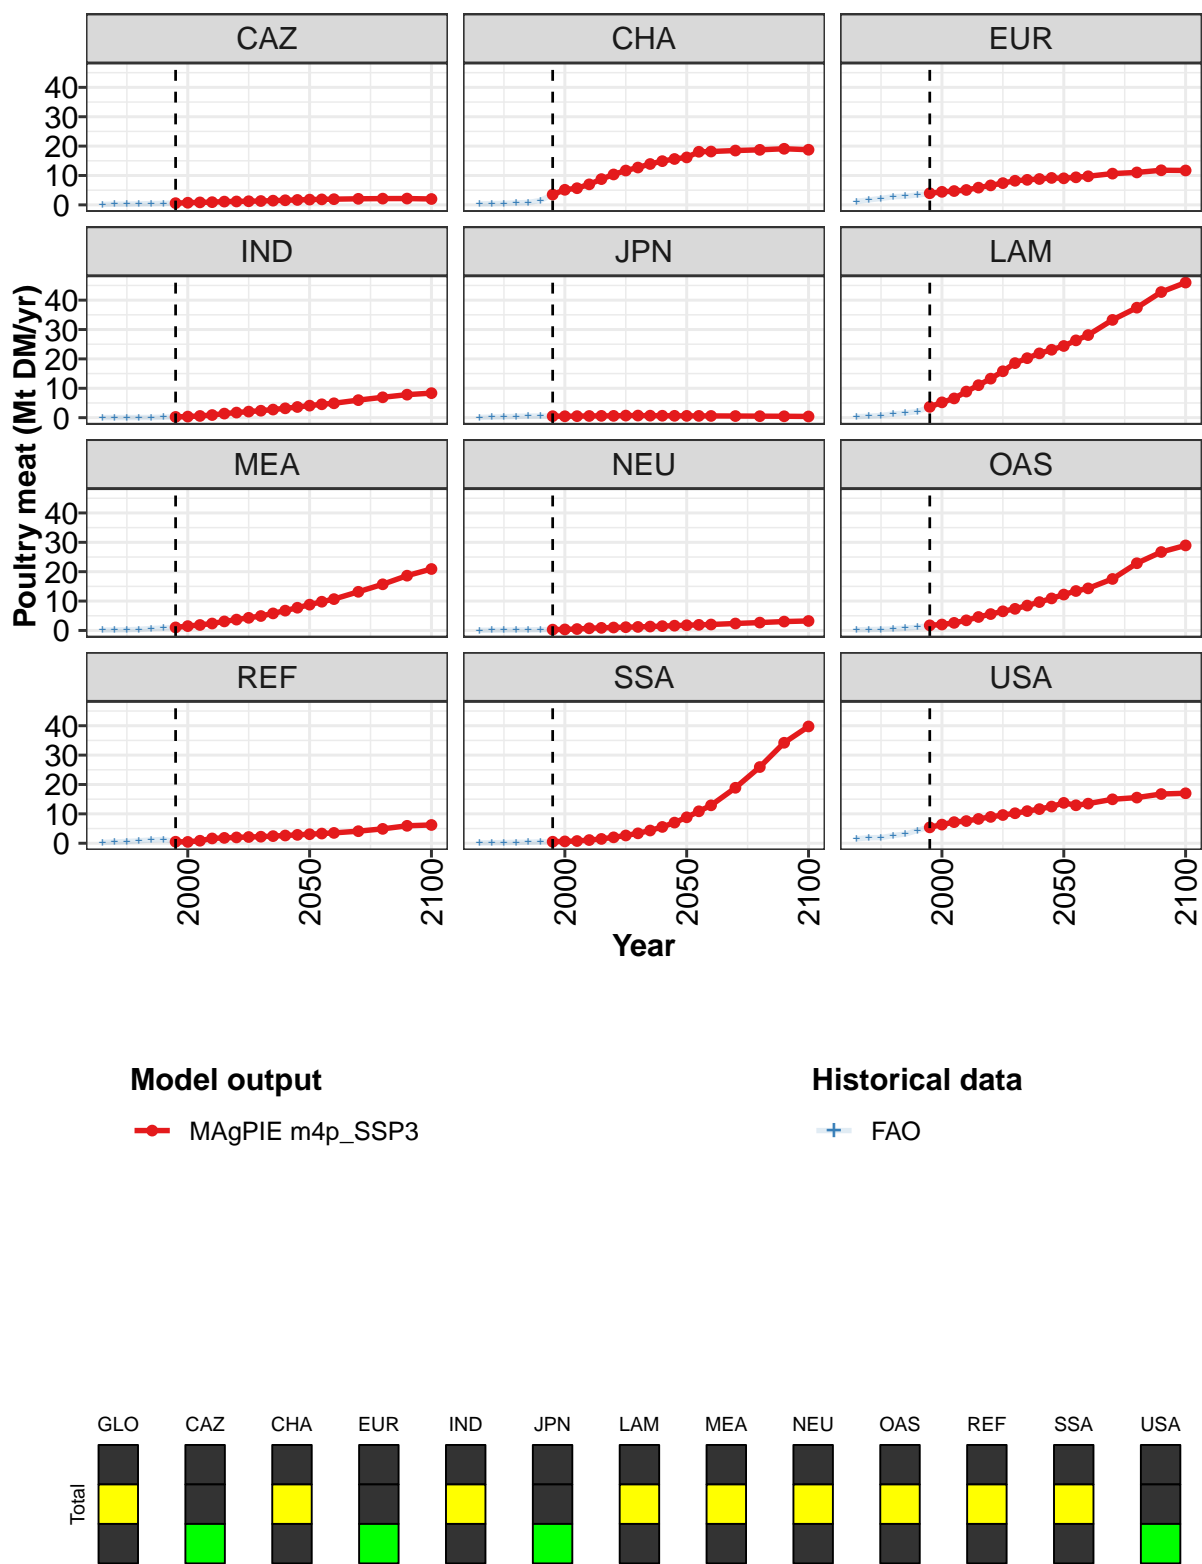 CAZ CHA EUR
40
30
20
10
0
IND JPN LAM
40
30
20
10
0
MEA NEU OAS
40
30
20
10
0
REF SSA USA
40
30
20
10
0
Poultry meat (Mt DM/yr)
2000 2050 2100 2000 2050 2100 2000 2050 2100
Year
Model output Historical data
MAgPIE m4p_SSP3 FAO
GLO CAZ CHA EUR IND JPN LAM MEA NEU OAS REF SSA USA
Total